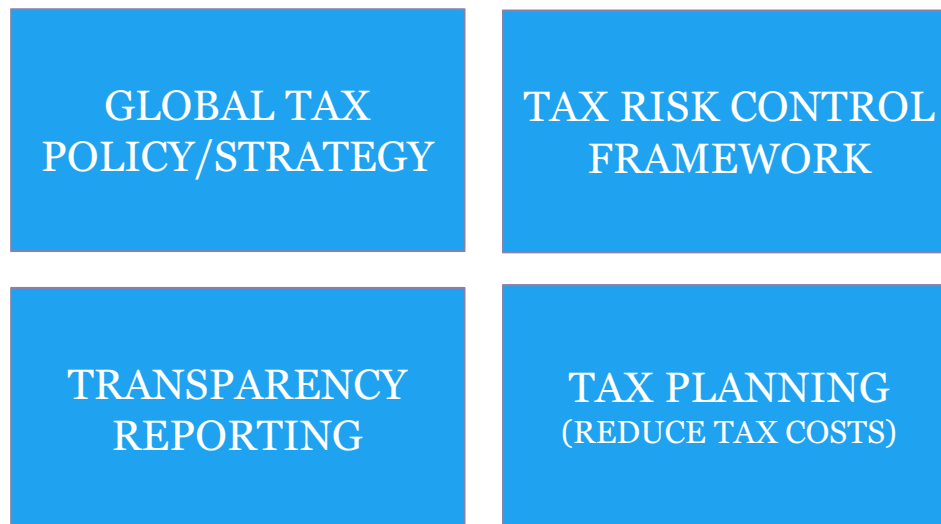 GLOBAL TAX
POLICY/STRATEGY
TAX RISK CONTROL
FRAMEWORK
TRANSPARENCY
REPORTING
TAX PLANNING
(REDUCE TAX COSTS)